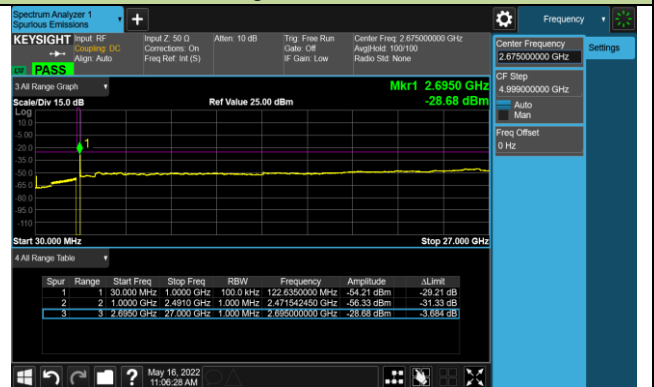 Spectrum Analyzer 1
Spurious Emissions
Frequency
KEYSIGHT Input: RF
Coupling: DC
Align: Auto
Input Z: 50 Ω
Corrections: On
Freq Ref: Int (S)
Atten: 10 dB
Trig: Free Run
Gate: Off
IF Gain: Low
Center Freq: 2.675000000 GHz
Avg|Hold: 100/100
Radio Std: None
PASS
Center Frequency
2.675000000 GHz
Settings
CF Step
4.999000000 GHz
Auto
Man
Freq Offset
0 Hz
3 All Range Graph
Mkr1 2.6950 GHz
Scale/Div 15.0 dB
Ref Value 25.00 dBm
-28.68 dBm
Log
10.0
-5.00
-20.0
-35.0
-50.0
-65.0
-80.0
-95.0
-110
1
Start 30.000 MHz
Stop 27.000 GHz
4 All Range Table
Spur Range Start Freq Stop Freq RBW Frequency Amplitude ΔLimit
1 1 30.000 MHz 1.0000 GHz 100.0 kHz 122.6350000 MHz -54.21 dBm -29.21 dB
2 2 1.0000 GHz 2.4910 GHz 1.000 MHz 2.471542450 GHz -56.33 dBm -31.33 dB
3 3 2.6950 GHz 27.000 GHz 1.000 MHz 2.695000000 GHz -28.68 dBm -3.684 dB
May 16, 2022
11:06:28 AM